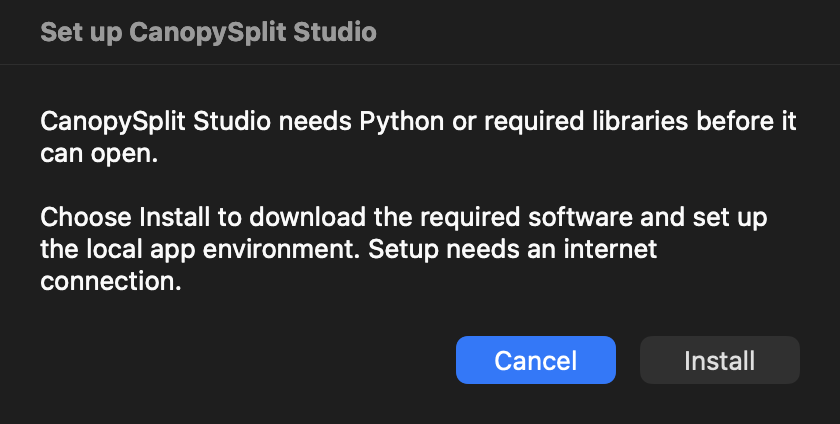 Set up CanopySplit Studio
CanopySplit Studio needs Python or required libraries before it
can open.
Choose Install to download the required software and set up
the local app environment. Setup needs an internet
connection.
Cancel
Install